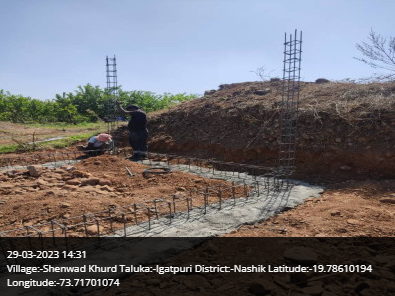 29-03-2023 14:31
Village:-Shenwad Khurd Taluka:-Igatpuri District:-Nashik Latitude:-19.78610194
Longitude:-73.71701074